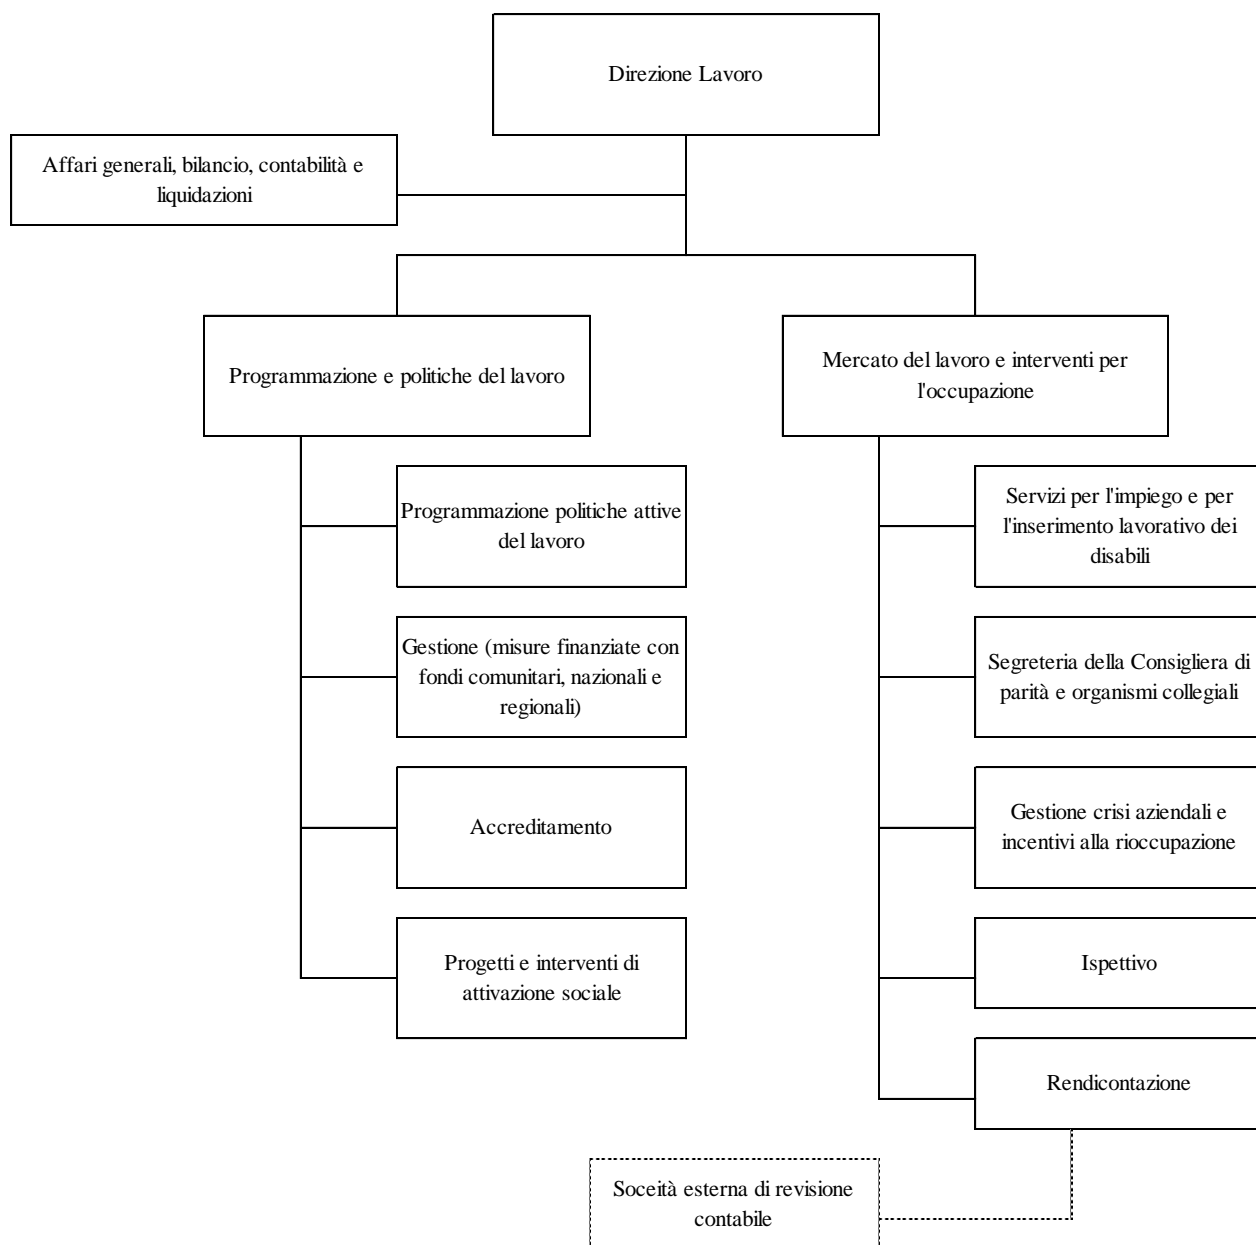 Direzione Lavoro
Affari generali, bilancio, contabilità e
liquidazioni
Programmazione e politiche del lavoro
Mercato del lavoro e interventi per
l'occupazione
Programmazione politiche attive
del lavoro
Servizi per l'impiego e per
l'inserimento lavorativo dei
disabili
Gestione (misure finanziate con
fondi comunitari, nazionali e
regionali)
Segreteria della Consigliera di
parità e organismi collegiali
Accreditamento
Gestione crisi aziendali e
incentivi alla rioccupazione
Progetti e interventi di
attivazione sociale
Ispettivo
Rendicontazione
Soceità esterna di revisione
contabile